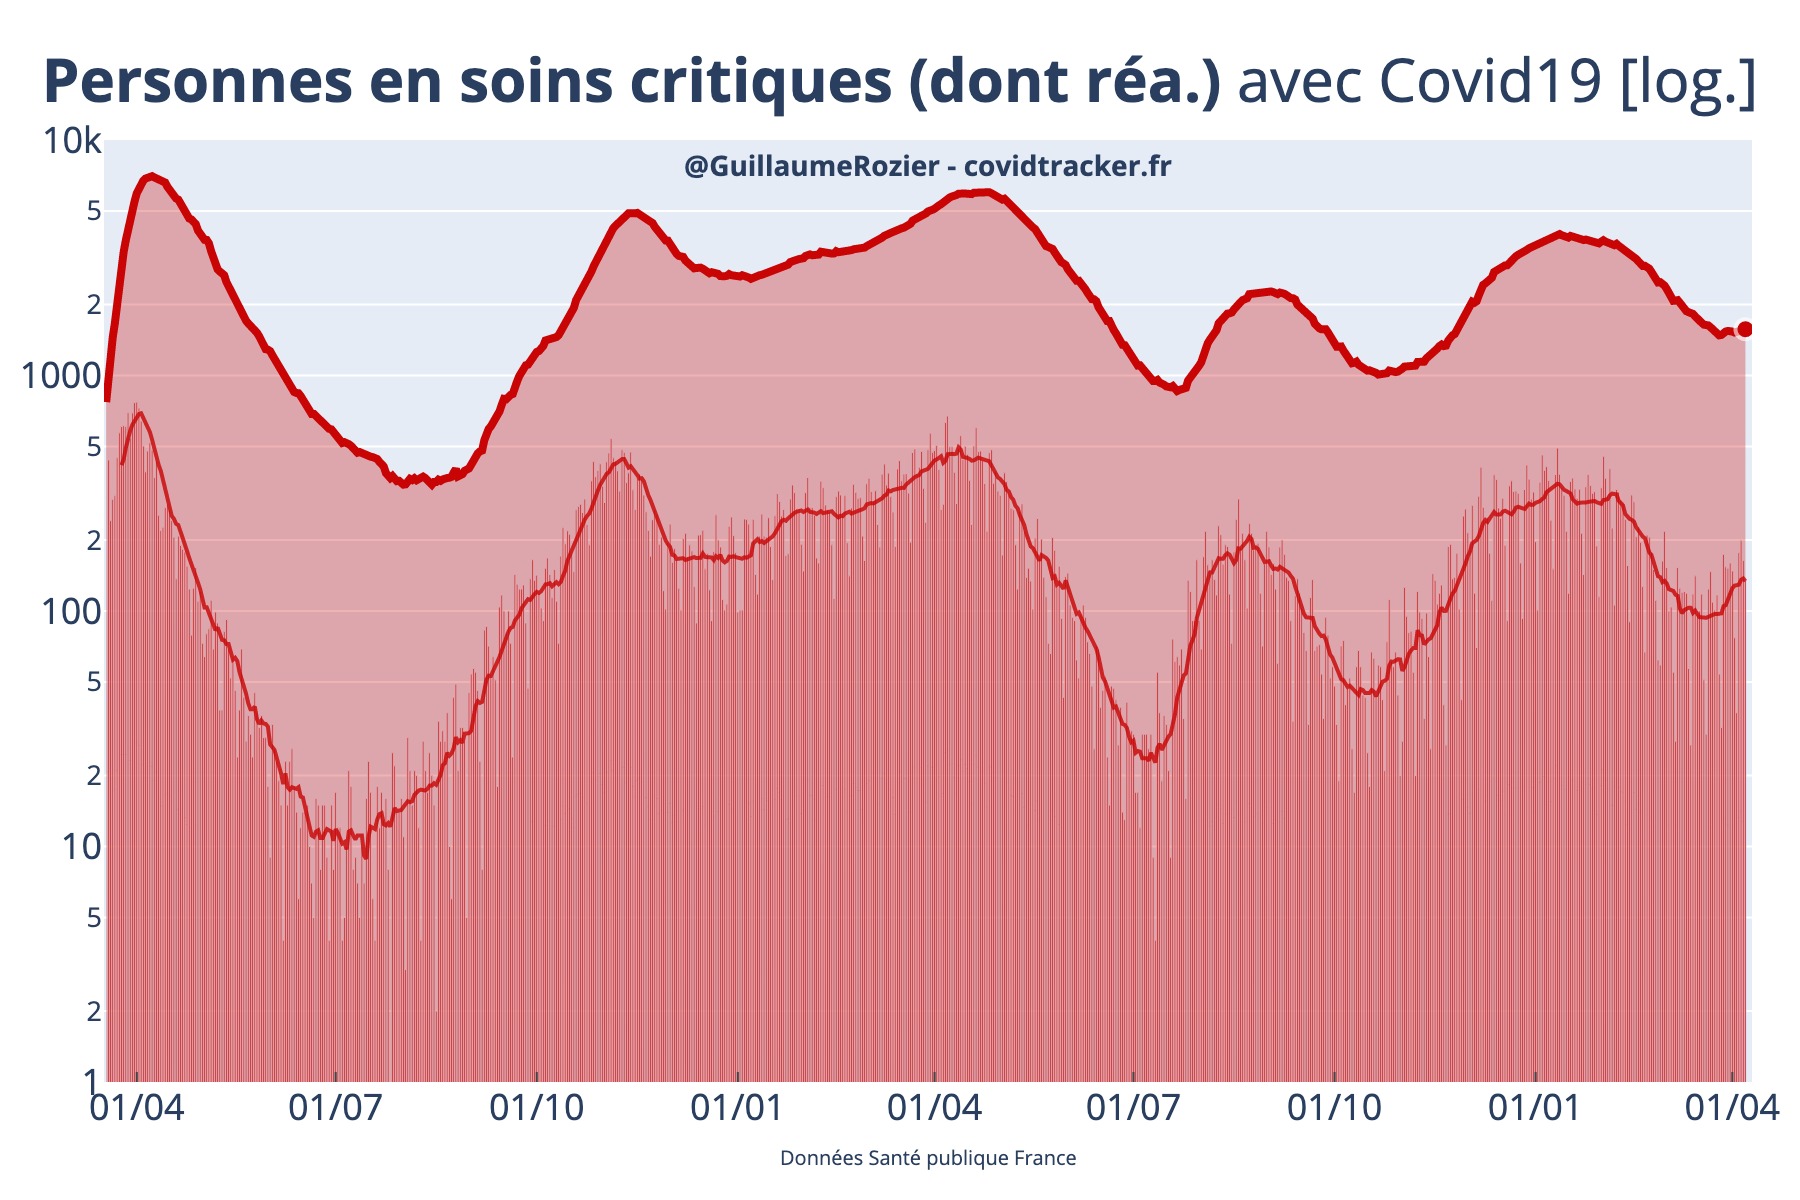 Personnes en soins critiques (dont réa.) avec Covid19 [log.]
@GuillaumeRozier - covidtracker.fr
10k
5
2
1000
5
2
100
5
2
10
5
2
1
01/04 01/07 01/10 01/01 01/04 01/07 01/10 01/01 01/04
Données Santé publique France